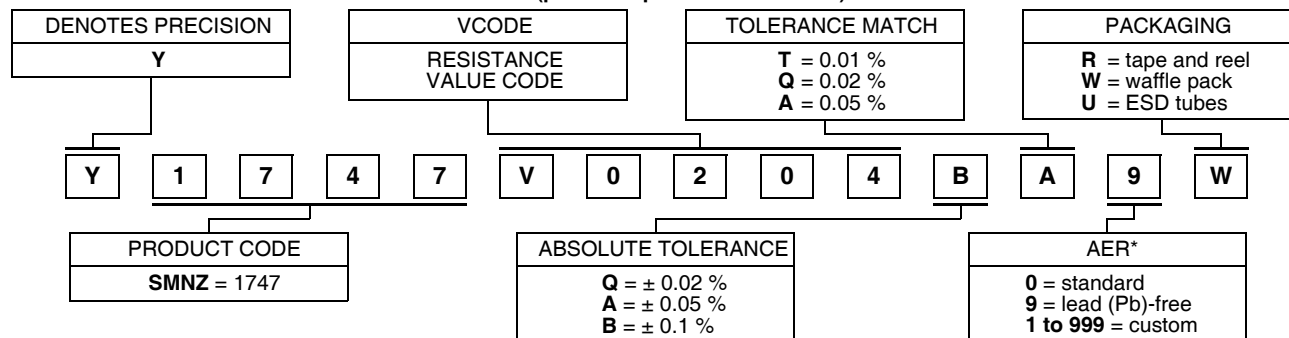 DENOTES PRECISION
Y
VCODE
RESISTANCE
VALUE CODE
TOLERANCE MATCH
T = 0.01 %
Q = 0.02 %
A = 0.05 %
PACKAGING
R = tape and reel
W = waffle pack
U = ESD tubes
Y 1 7 4 7 V 0 2 0 4 B A 9 W
PRODUCT CODE
SMNZ = 1747
ABSOLUTE TOLERANCE
Q = ± 0.02 %
A = ± 0.05 %
B = ± 0.1 %
AER*
0 = standard
9 = lead (Pb)-free
1 to 999 = custom